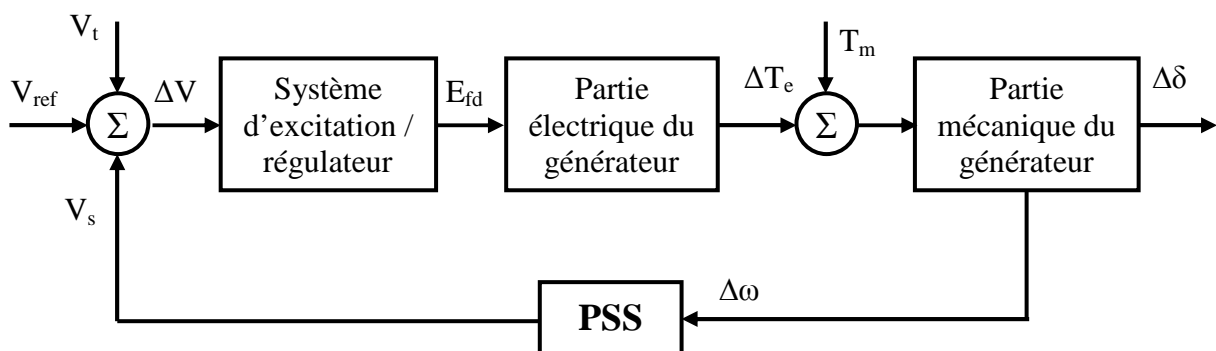 V_t
T_m
V_ref
Σ
ΔV
Système
d'excitation /
régulateur
E_fd
Partie
électrique du
générateur
ΔT_e
Σ
Partie
mécanique du
générateur
Δδ
V_s
PSS
Δω